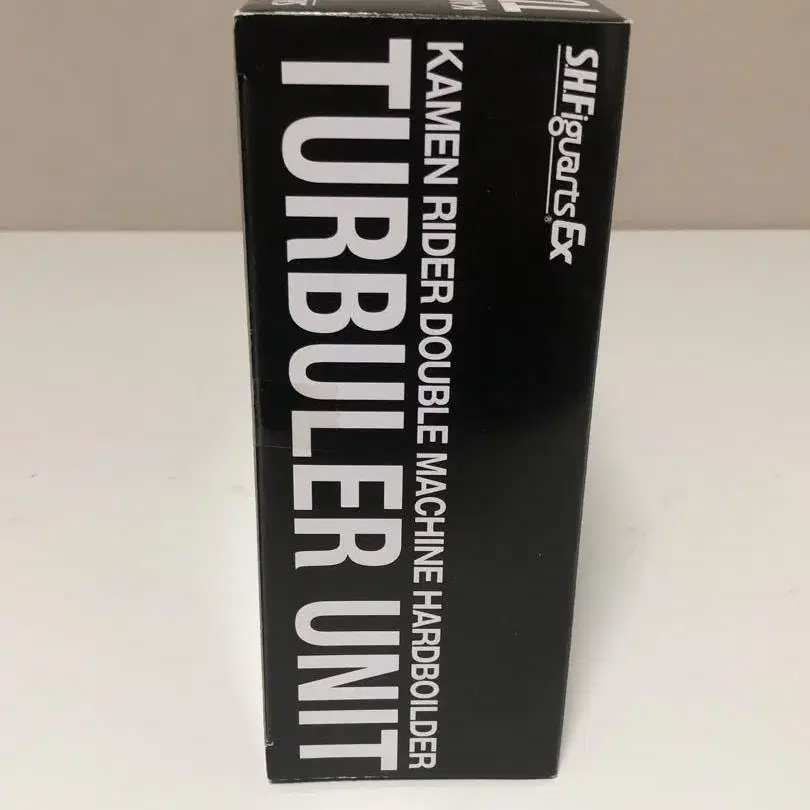 S.H.Figuarts Ex
®
KAMEN RIDER DOUBLE MACHINE HARDBOILDER
TURBULER UNIT